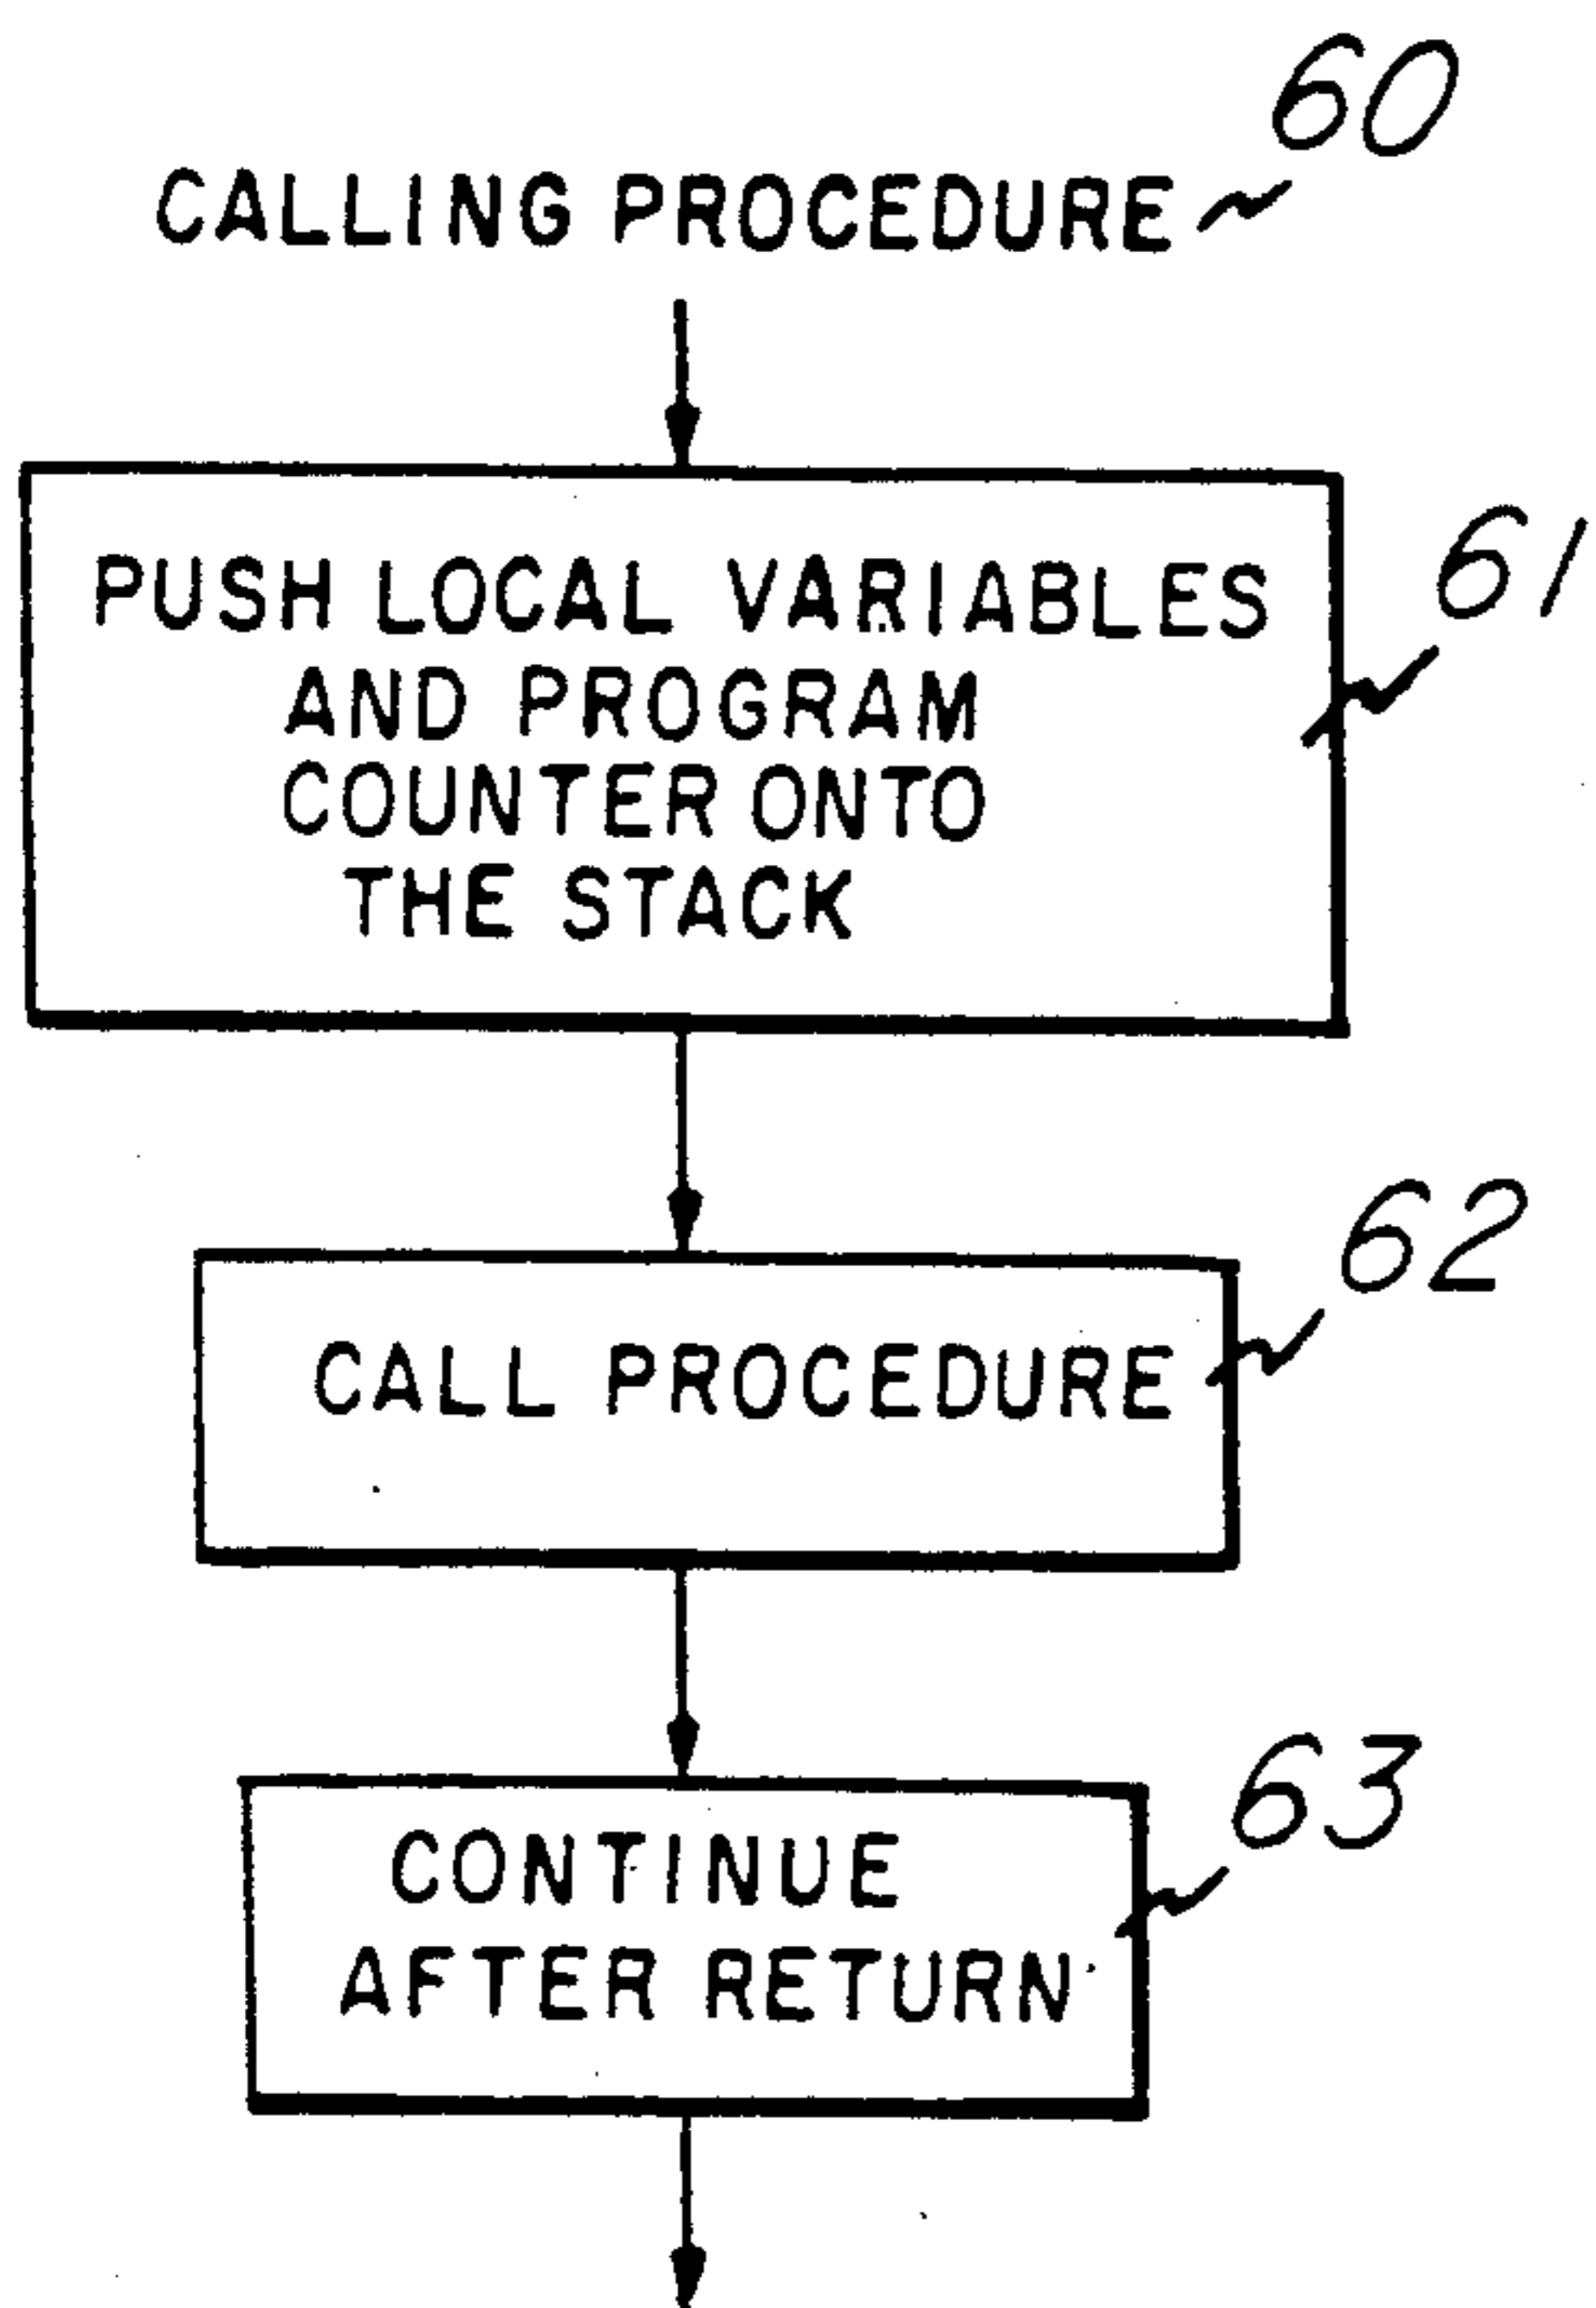 60
CALLING PROCEDURE
61
PUSH LOCAL VARIABLES
AND PROGRAM
COUNTER ONTO
THE STACK
62
CALL PROCEDURE
63
CONTINUE
AFTER RETURN